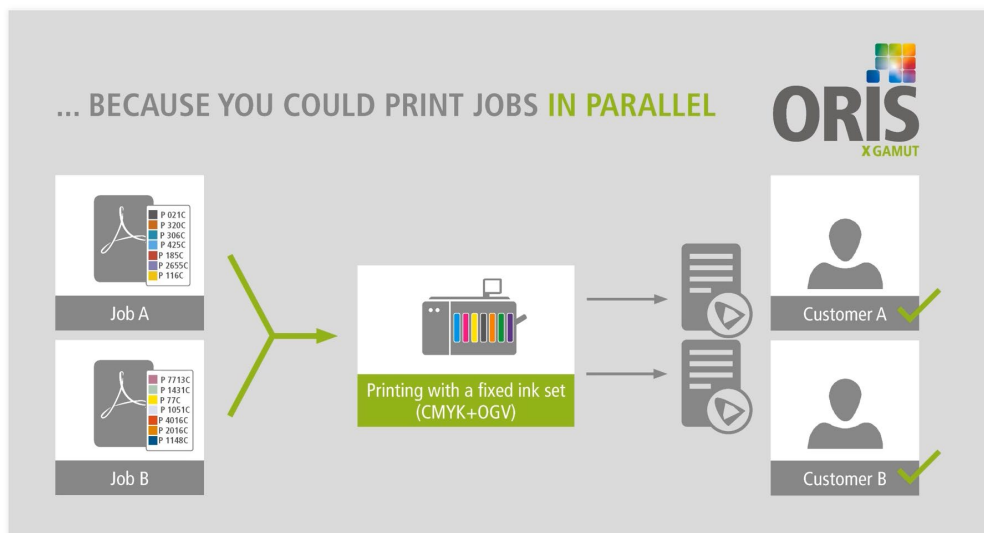 ... BECAUSE YOU COULD PRINT JOBS IN PARALLEL
ORIS
X GAMUT
P 021C
P 320C
P 306C
P 425C
P 185C
P 2655C
P 116C
Job A
P 7713C
P 1431C
P 77C
P 1051C
P 4016C
P 2016C
P 1148C
Job B
Printing with a fixed ink set
(CMYK+OGV)
Customer A
Customer B